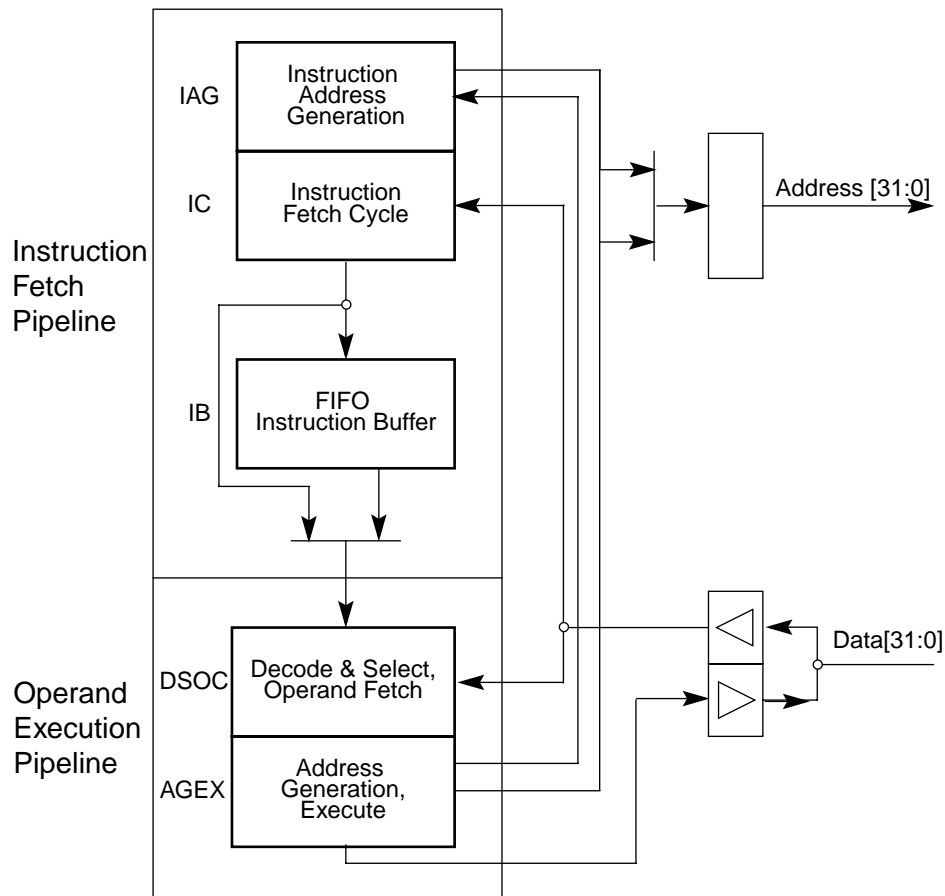 IAG
Instruction
Address
Generation
IC
Instruction
Fetch Cycle
Address [31:0]
Instruction
Fetch
Pipeline
IB
FIFO
Instruction Buffer
DSOC
Decode & Select,
Operand Fetch
Data[31:0]
Operand
Execution
Pipeline
AGEX
Address
Generation,
Execute